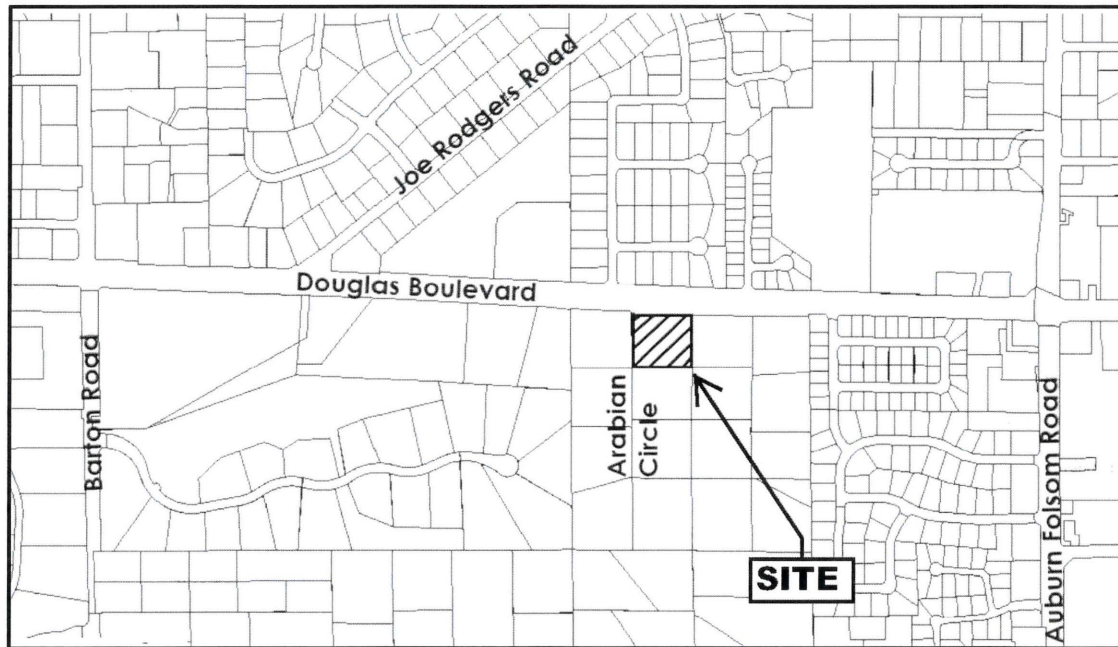 Joe Rodgers Road
Douglas Boulevard
Barton Road
Arabian
Circle
Auburn Folsom Road
SITE